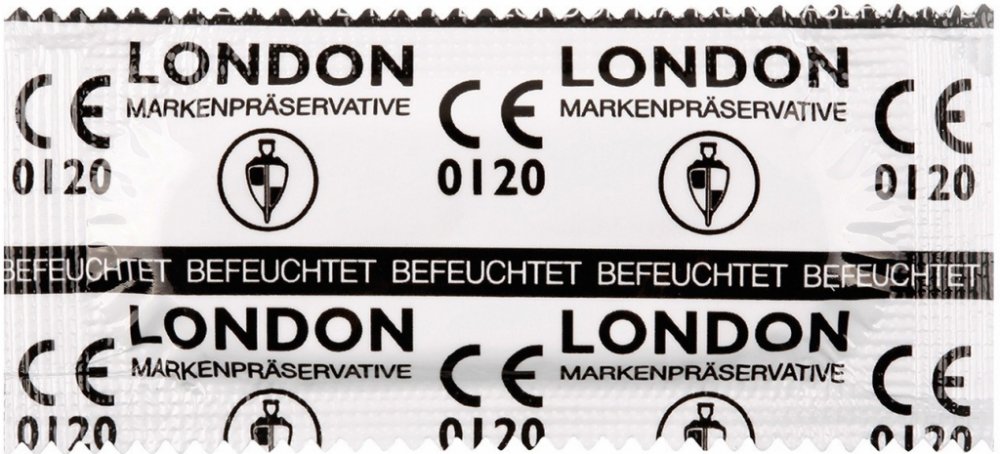 LONDON LONDON
CE MARKENPRÄSERVATIVE CE MARKENPRÄSERVATIVE CE
0120 0120 0120
BEFEUCHTET BEFEUCHTET BEFEUCHTET BEFEUCHTET BEFEUCHTET
LONDON LONDON
CE MARKENPRÄSERVATIVE CE MARKENPRÄSERVATIVE CE
0120 0120 0120